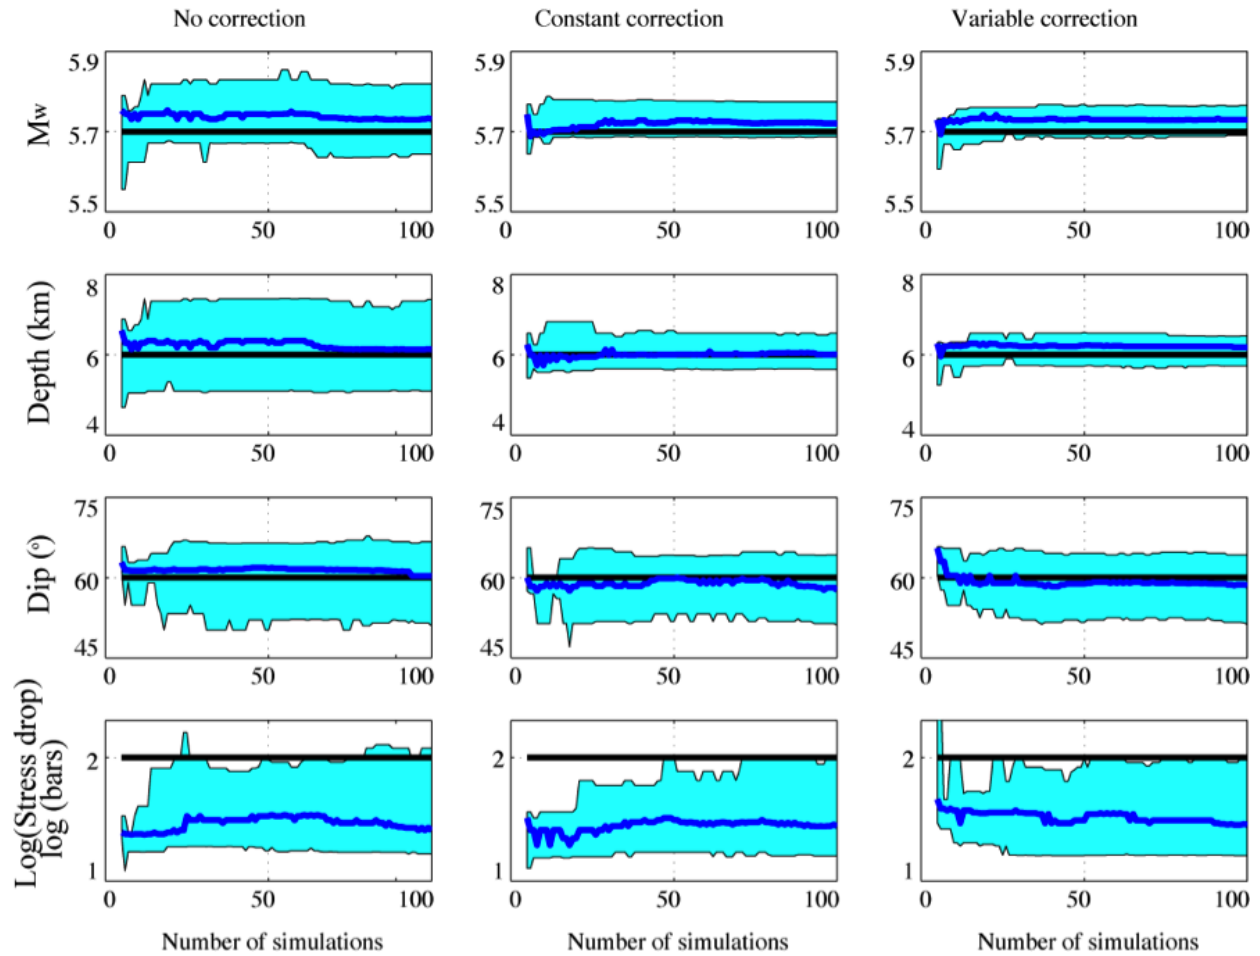 No correction Constant correction Variable correction
Mw
5.9 5.9 5.9
5.7 5.7 5.7
5.5 5.5 5.5
0 50 100 0 50 100 0 50 100
Depth (km)
8 8 8
6 6 6
4 4 4
0 50 100 0 50 100 0 50 100
Dip (°)
75 75 75
60 60 60
45 45 45
0 50 100 0 50 100 0 50 100
Log(Stress drop)
log (bars)
2 2 2
1 1 1
0 50 100 0 50 100 0 50 100
Number of simulations Number of simulations Number of simulations